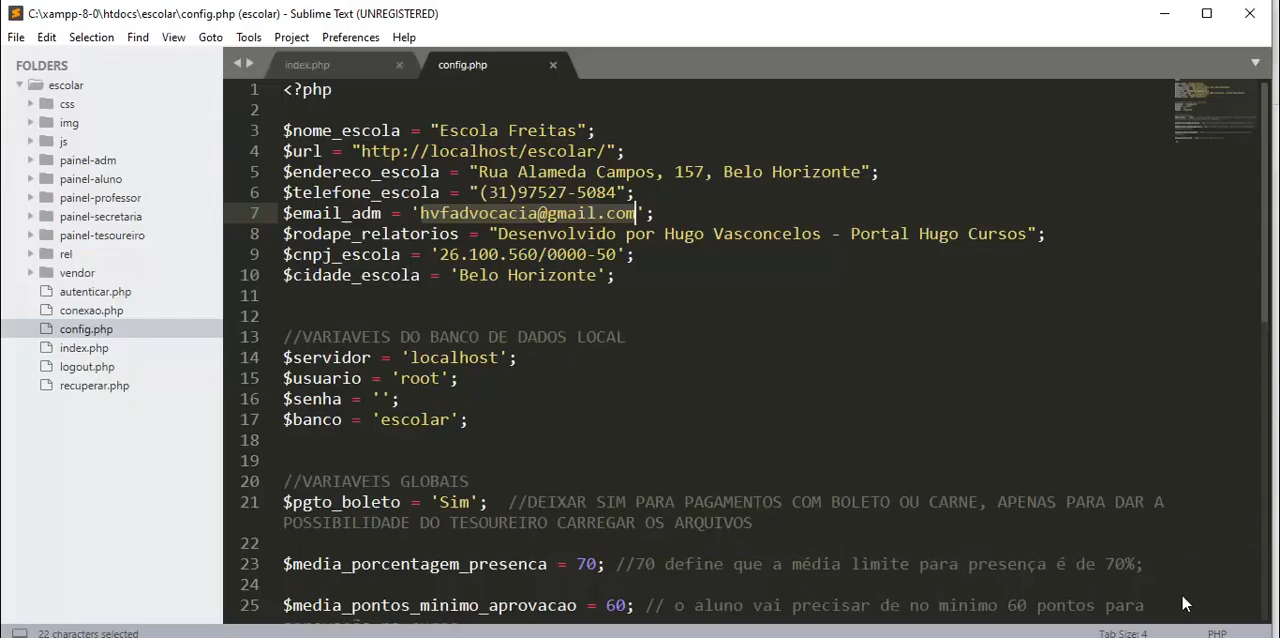 C:\xampp-8-0\htdocs\escolar\config.php (escolar) - Sublime Text (UNREGISTERED)
File Edit Selection Find View Goto Tools Project Preferences Help
FOLDERS
escolar
css
img
js
painel-adm
painel-aluno
painel-professor
painel-secretaria
painel-tesoureiro
rel
vendor
autenticar.php
conexao.php
config.php
index.php
logout.php
recuperar.php
index.php config.php
1 <?php
2
3 $nome_escola = "Escola Freitas";
4 $url = "http://localhost/escolar/";
5 $endereco_escola = "Rua Alameda Campos, 157, Belo Horizonte";
6 $telefone_escola = "(31)97527-5084";
7 $email_adm = 'hvfadvocacia@gmail.com';
8 $rodape_relatorios = "Desenvolvido por Hugo Vasconcelos - Portal Hugo Cursos";
9 $cnpj_escola = '26.100.560/0000-50';
10 $cidade_escola = 'Belo Horizonte';
11
12
13 //VARIAVEIS DO BANCO DE DADOS LOCAL
14 $servidor = 'localhost';
15 $usuario = 'root';
16 $senha = '';
17 $banco = 'escolar';
18
19
20 //VARIAVEIS GLOBAIS
21 $pgto_boleto = 'Sim'; //DEIXAR SIM PARA PAGAMENTOS COM BOLETO OU CARNE, APENAS PARA DAR A
POSSIBILIDADE DO TESOUREIRO CARREGAR OS ARQUIVOS
22
23 $media_porcentagem_presenca = 70; //70 define que a média limite para presença é de 70%;
24
25 $media_pontos_minimo_aprovacao = 60; // o aluno vai precisar de no minimo 60 pontos para
22 characters selected
Tab Size: 4
PHP